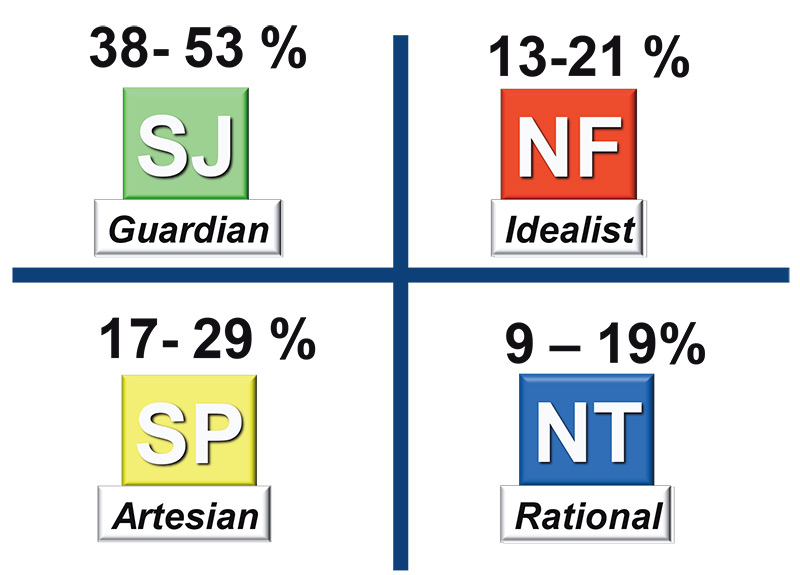 38- 53 %
SJ
Guardian
13-21 %
NF
Idealist
17- 29 %
SP
Artesian
9 – 19%
NT
Rational